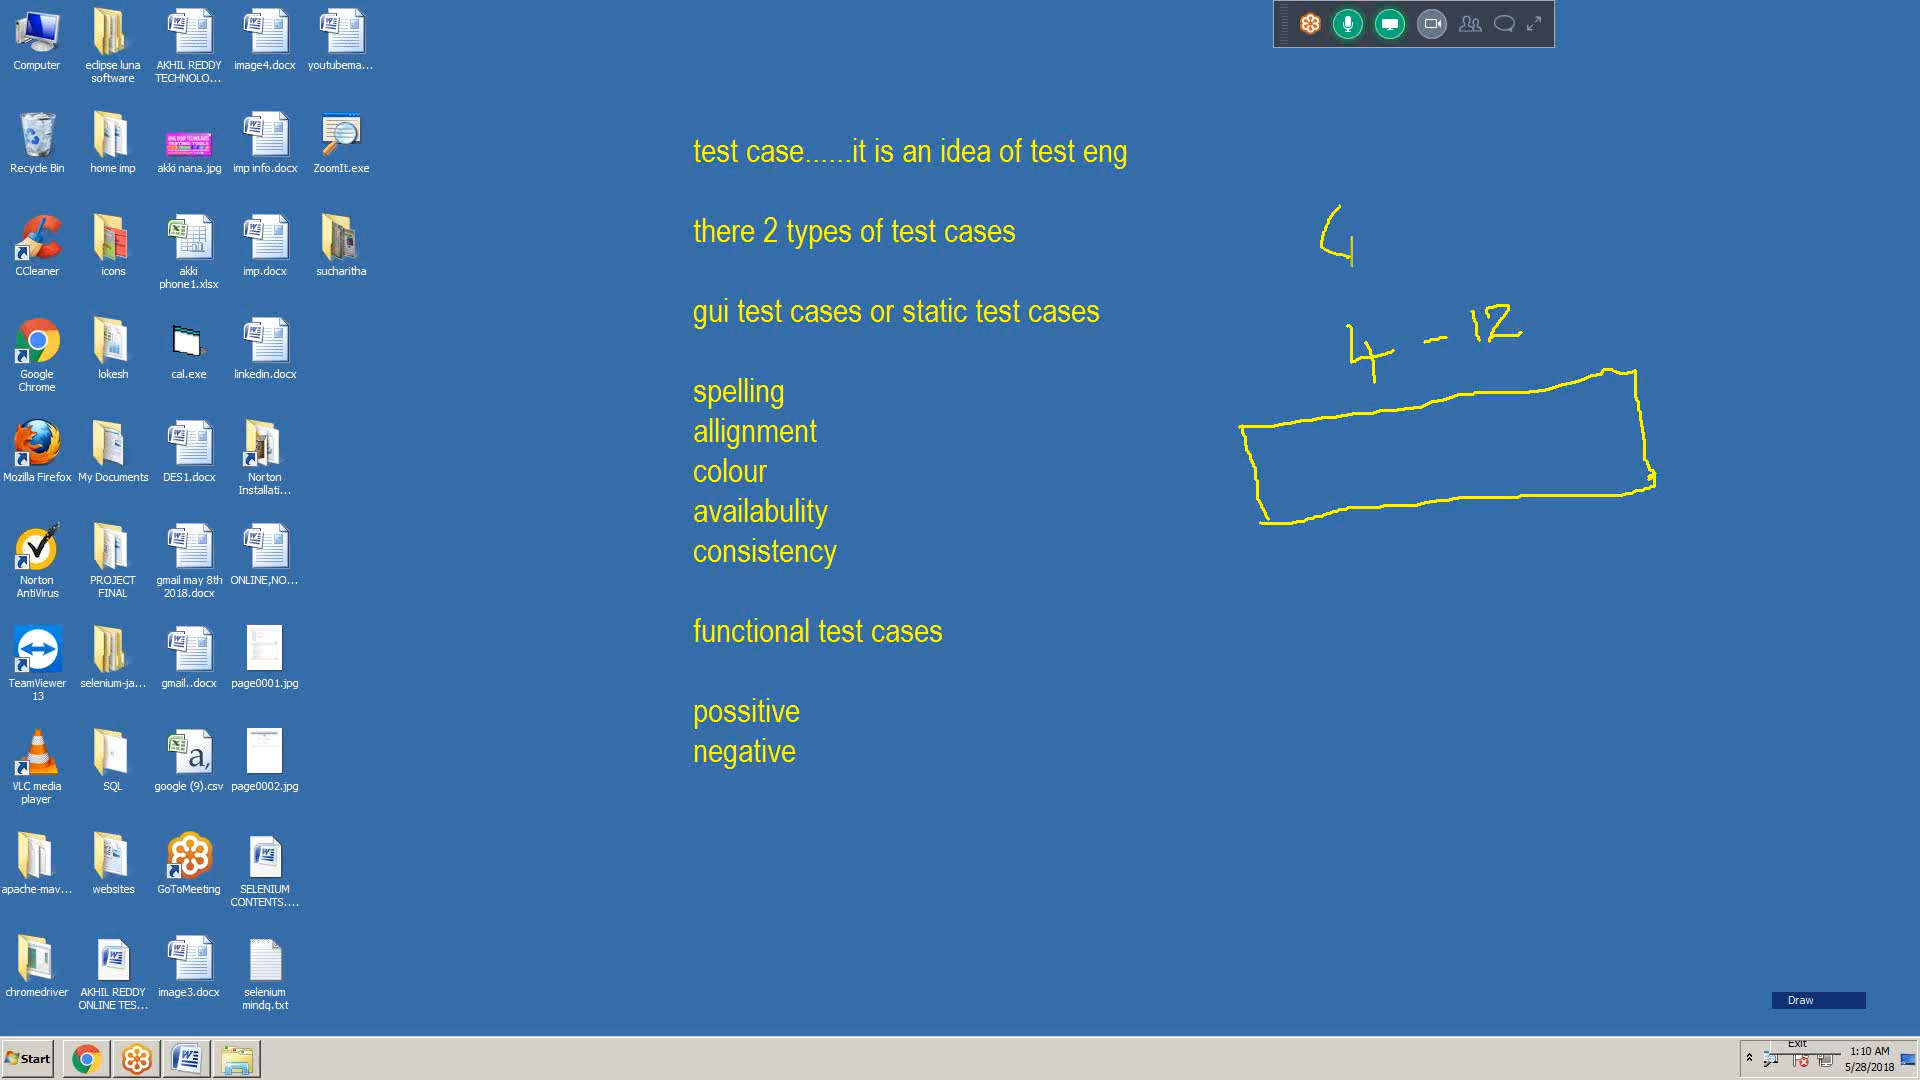 Computer
eclipse luna
software
AKHIL REDDY
TECHNOLO...
image4.docx
youtubema...
Recycle Bin
home imp
akki nana.jpg
imp info.docx
ZoomIt.exe
CCleaner
icons
akki
phone1.xlsx
imp.docx
sucharitha
Google
Chrome
lokesh
cal.exe
linkedin.docx
Mozilla Firefox
My Documents
DES1.docx
Norton
Installati...
Norton
AntiVirus
PROJECT
FINAL
gmail may 8th
2018.docx
ONLINE,NO...
TeamViewer
13
selenium-ja...
gmail..docx
page0001.jpg
VLC media
player
SQL
google (9).csv
page0002.jpg
apache-mav...
websites
GoToMeeting
SELENIUM
CONTENTS....
chromedriver
AKHIL REDDY
ONLINE TES...
image3.docx
selenium
mindq.txt
test case......it is an idea of test eng
there 2 types of test cases
gui test cases or static test cases
spelling
allignment
colour
availabulity
consistency
functional test cases
possitive
negative
4 - 12
Draw
Exit
Start
1:10 AM
5/28/2018